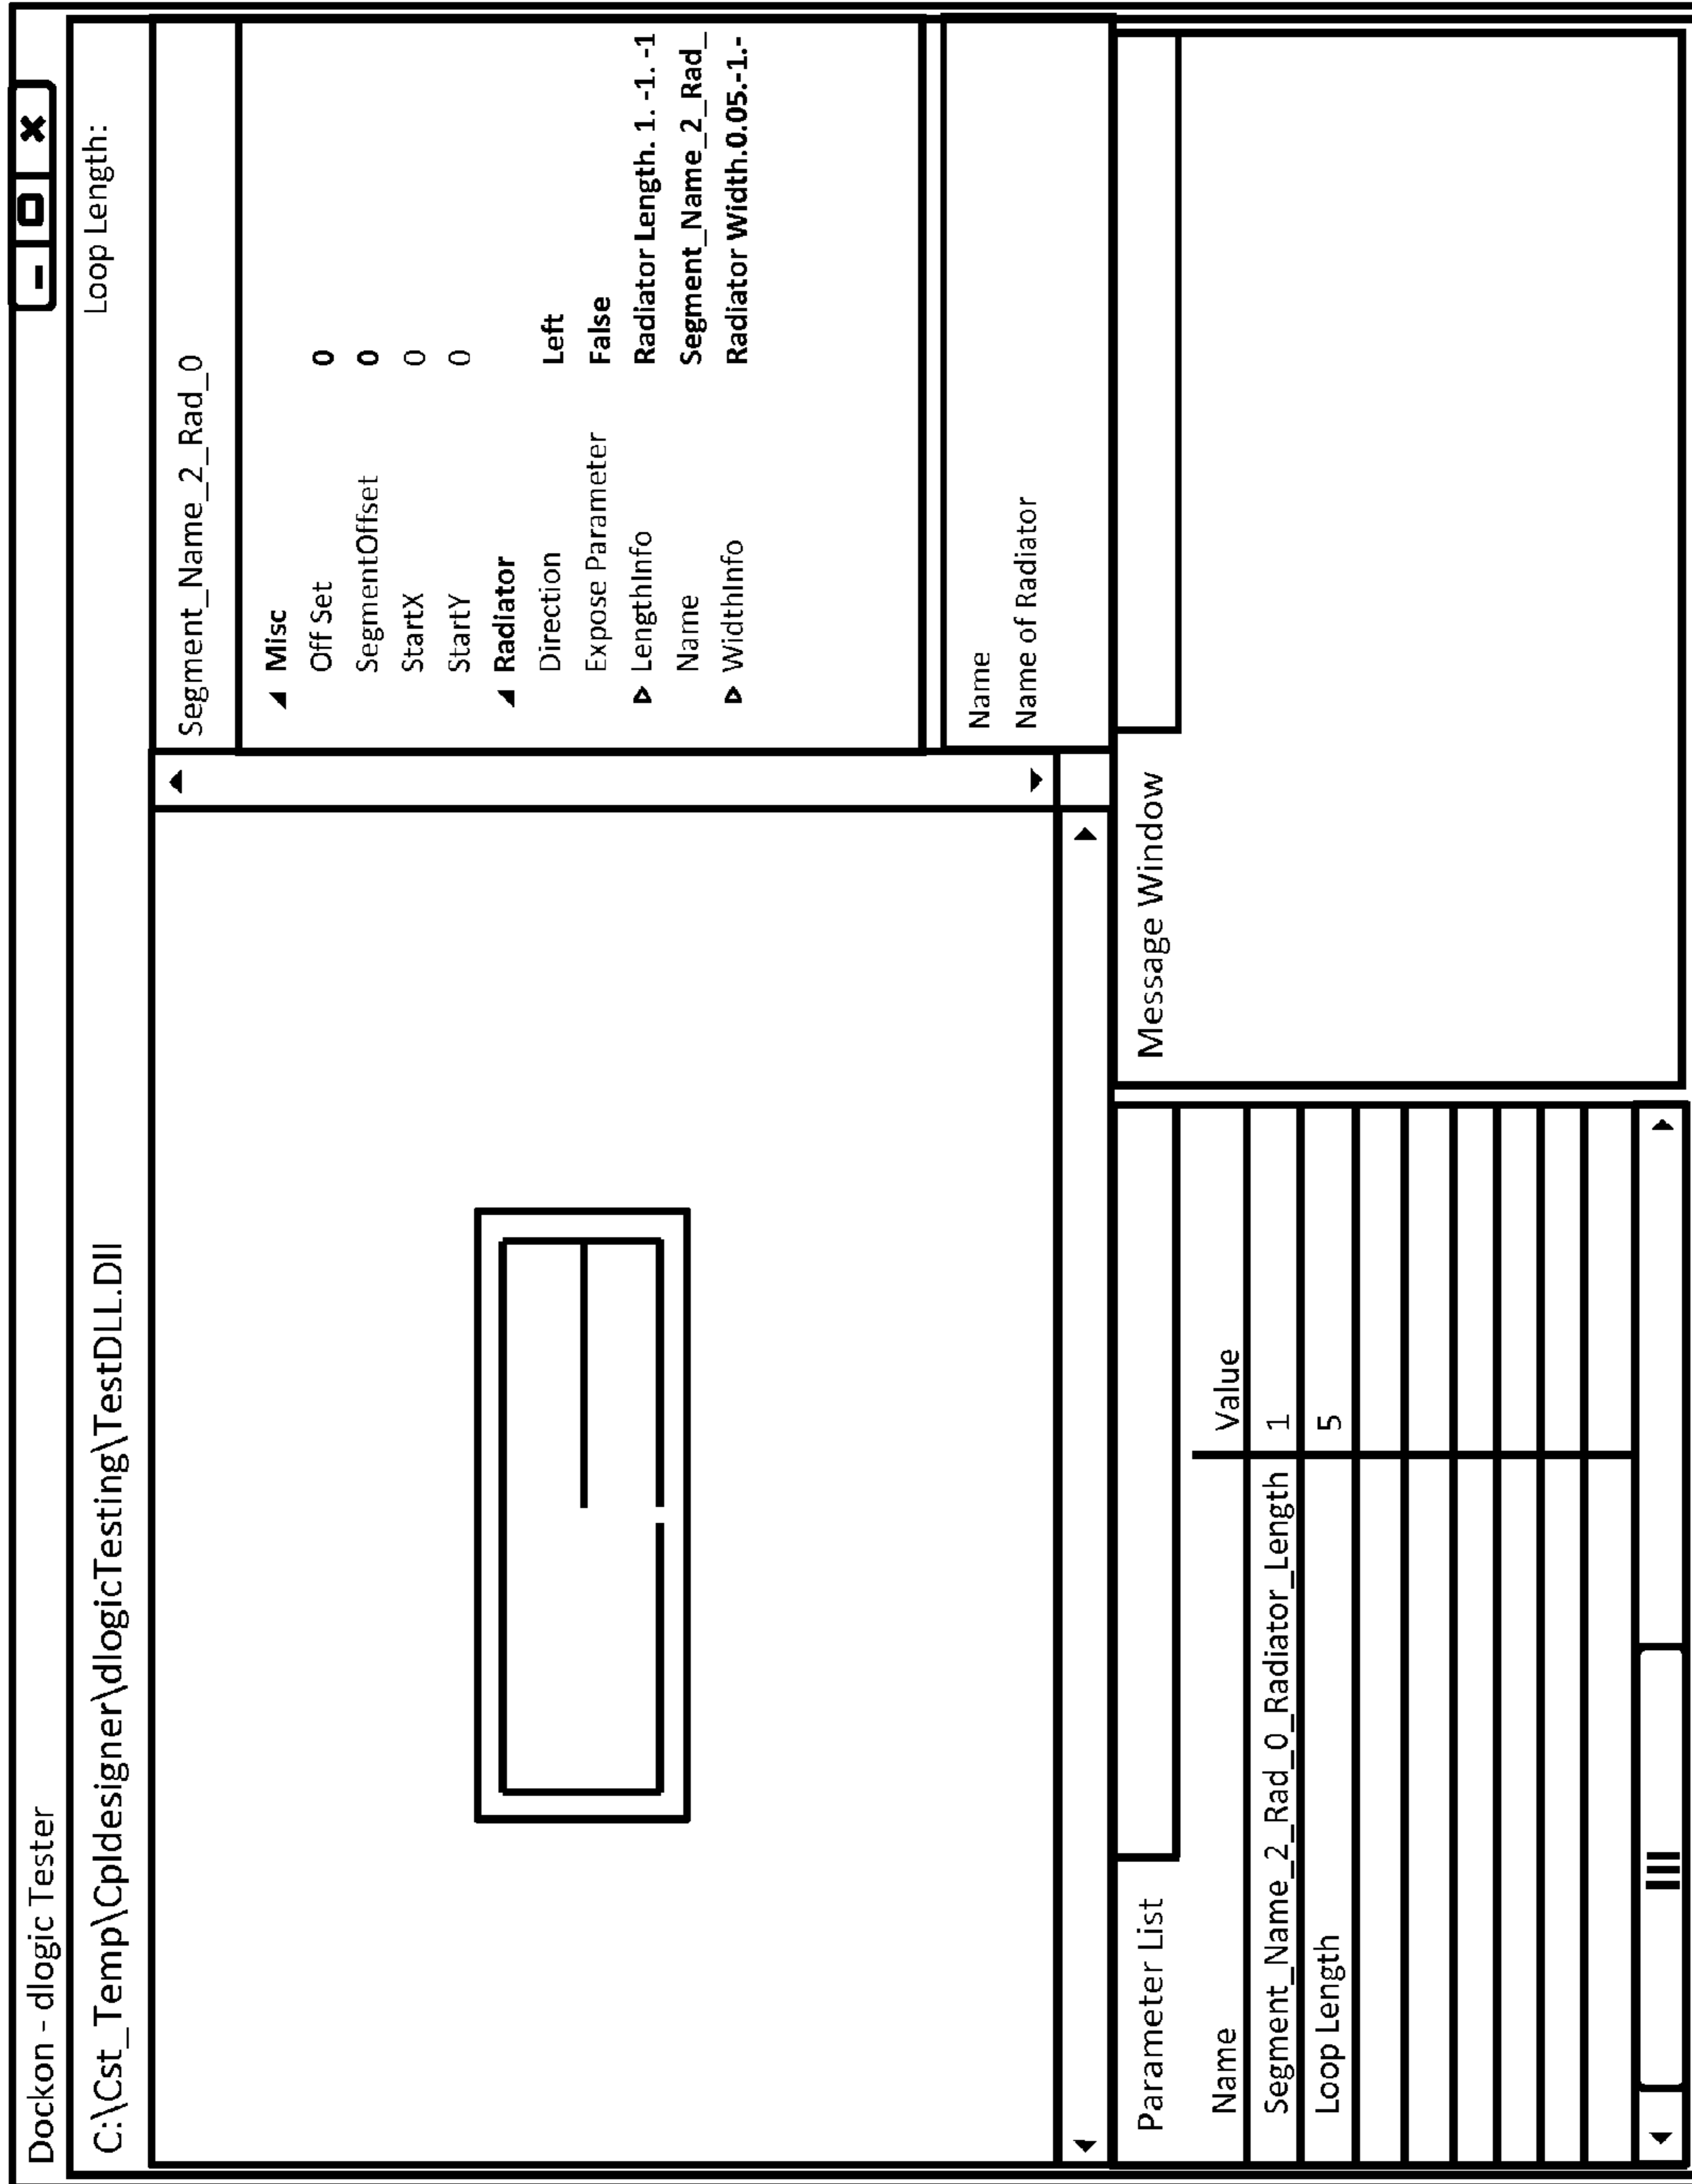 Dockon - dlogic Tester
C:\Cst_Temp\Cpldesigner\dlogicTesting\TestDLL.Dll
Loop Length:
Segment_Name_2_Rad_0
Misc
Off Set 0
SegmentOffset 0
StartX 0
StartY 0
Radiator
Direction Left
Expose Parameter False
LengthInfo Radiator Length. 1. -1. -1
Name Segment_Name_2_Rad_
WidthInfo Radiator Width.0.05.-1.-
Name
Name of Radiator
Parameter List
Name Value
Segment_Name_2_Rad_0_Radiator_Length 1
Loop Length 5
Message Window